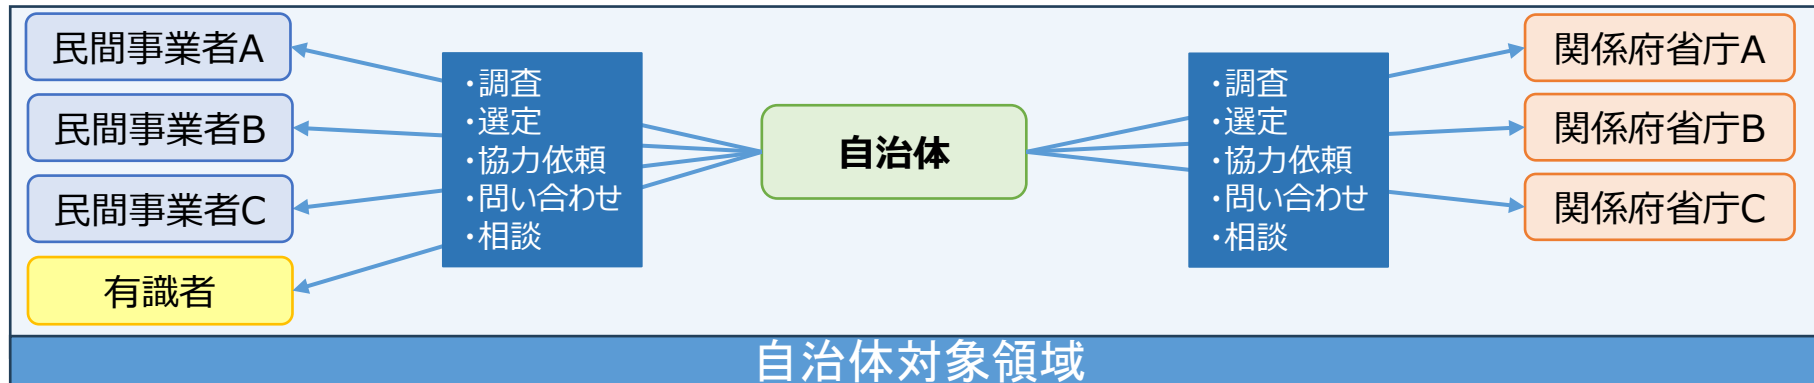 民間事業者A
民間事業者B
民間事業者C
有識者
・調査
・選定
・協力依頼
・問い合わせ
・相談
自治体
・調査
・選定
・協力依頼
・問い合わせ
・相談
関係府省庁A
関係府省庁B
関係府省庁C
自治体対象領域